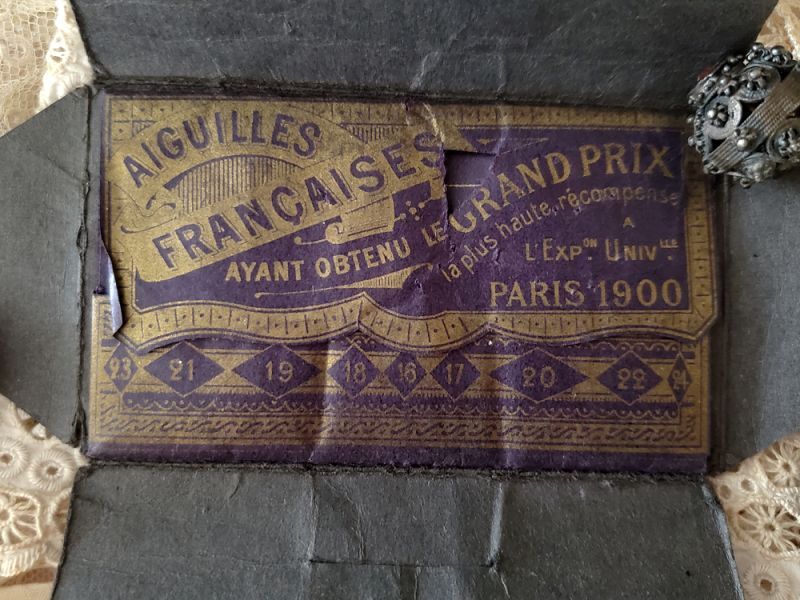 AIGUILLES
FRANÇAISES
AYANT OBTENU LE GRAND PRIX
la plus haute récompense
A
L'EXPON UNIVLLE.
PARIS 1900
23 21 19 18 16 17 20 22 24